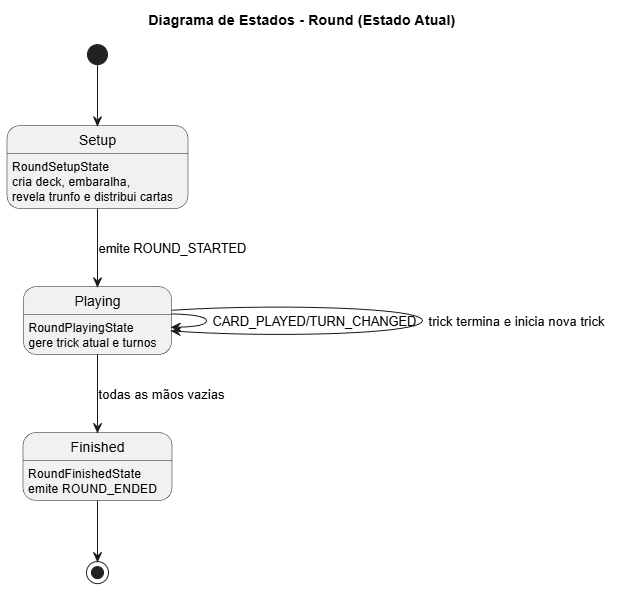 Diagrama de Estados - Round (Estado Atual)
Setup
RoundSetupState
cria deck, embaralha,
revela trunfo e distribui cartas
emite ROUND_STARTED
Playing
RoundPlayingState
gere trick atual e turnos
CARD_PLAYED/TURN_CHANGED
trick termina e inicia nova trick
todas as mãos vazias
Finished
RoundFinishedState
emite ROUND_ENDED